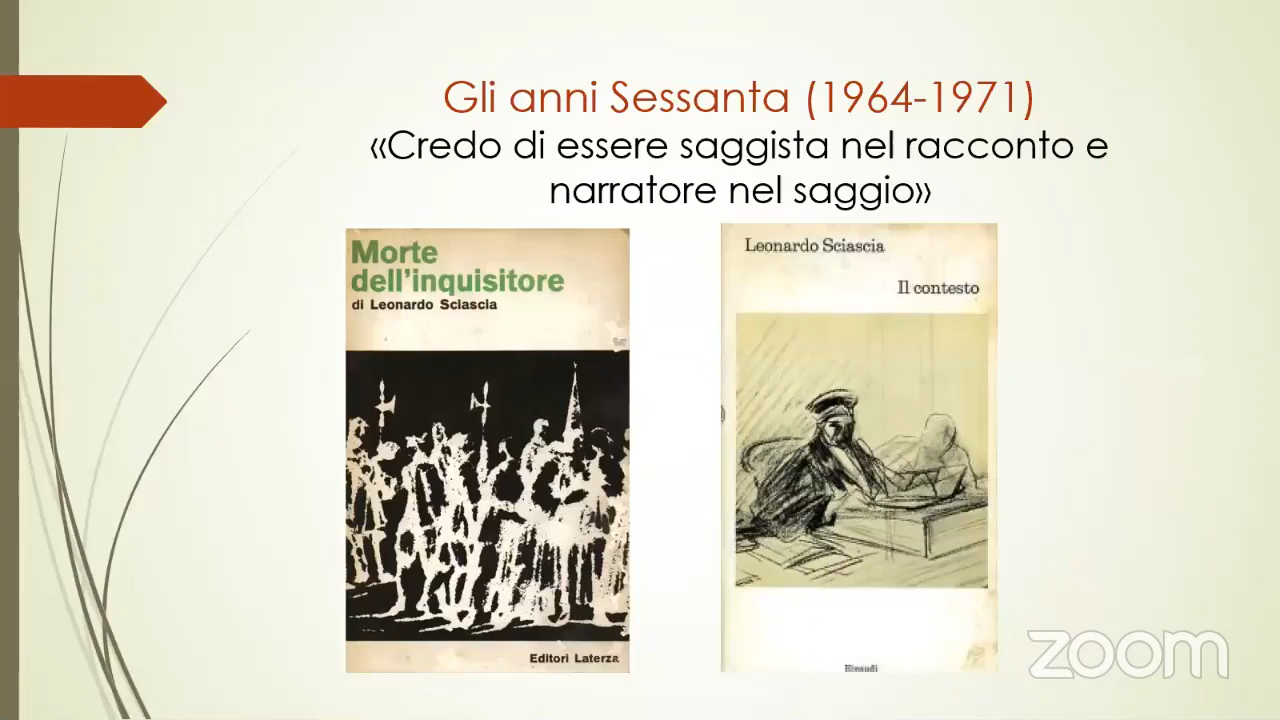 Gli anni Sessanta (1964-1971)
«Credo di essere saggista nel racconto e
narratore nel saggio»
Morte
dell'inquisitore
di Leonardo Sciascia
Editori Laterza
Leonardo Sciascia
Il contesto
Einaudi
zoom